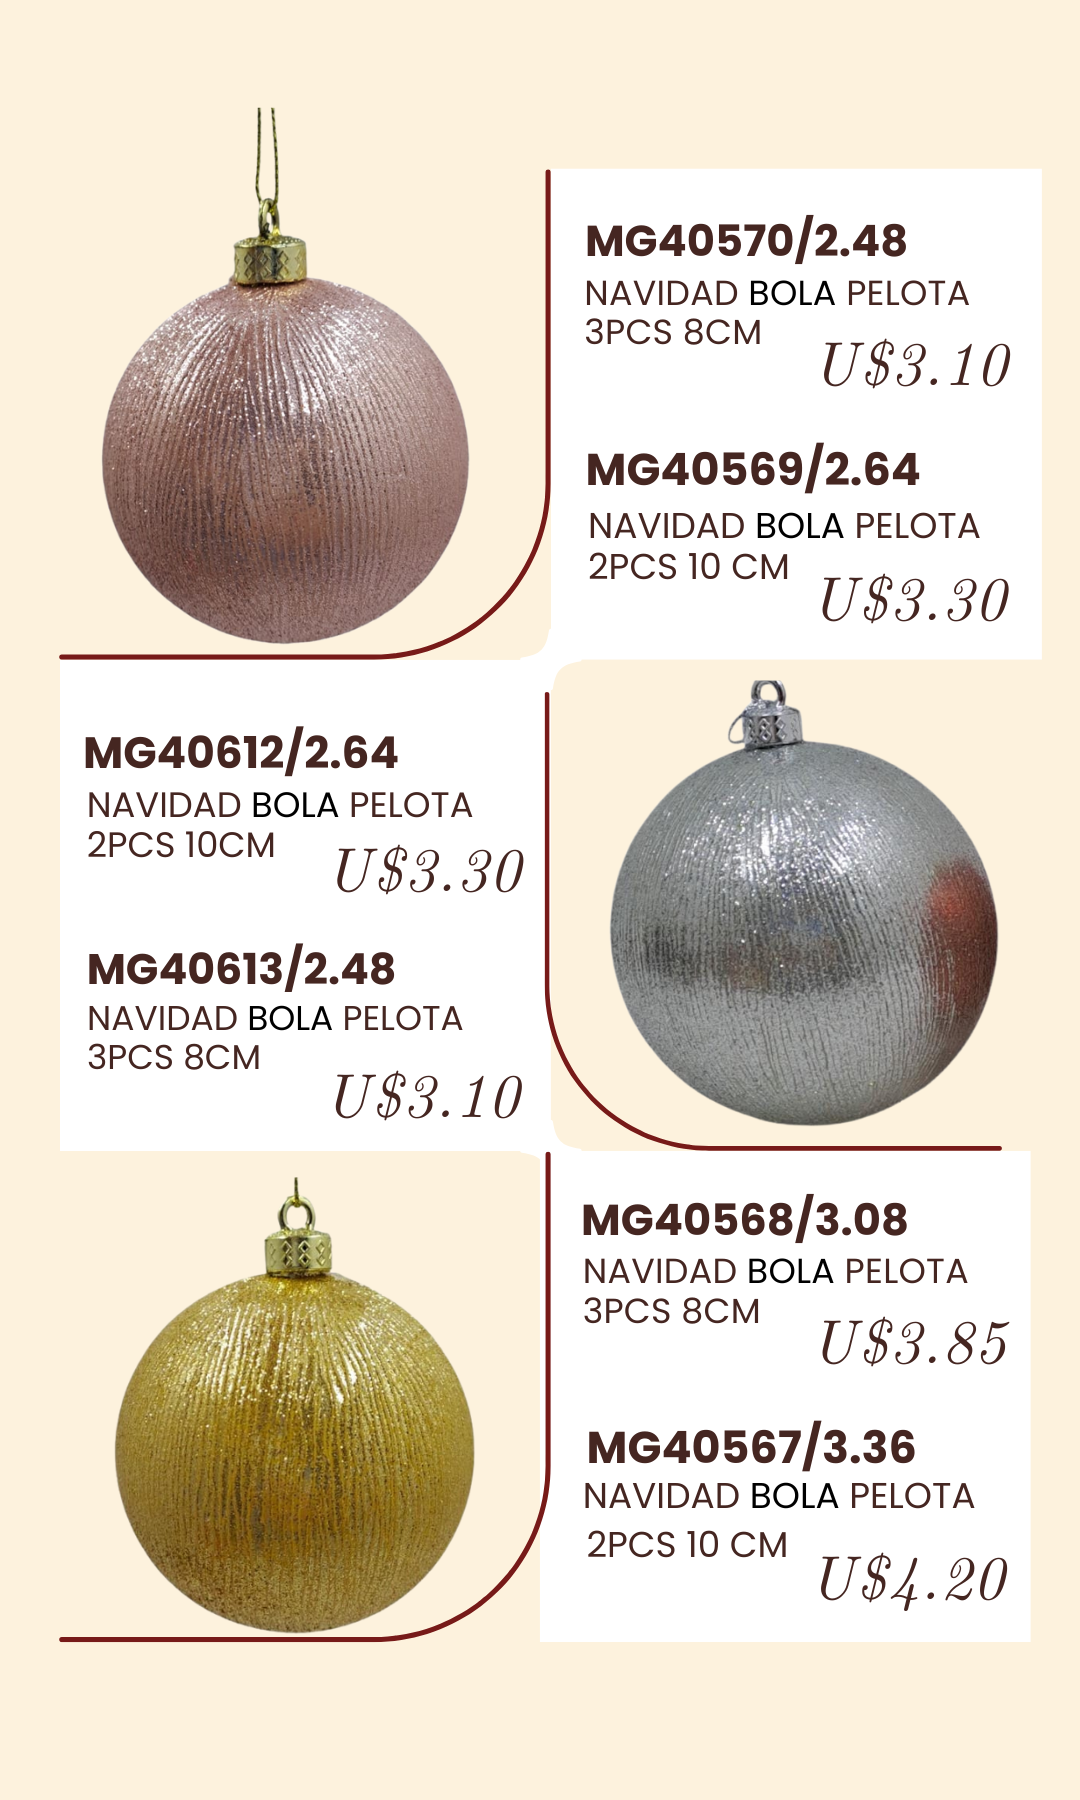 MG40570/2.48
NAVIDAD BOLA PELOTA
3PCS 8CM
U$3.10
MG40569/2.64
NAVIDAD BOLA PELOTA
2PCS 10 CM
U$3.30
MG40612/2.64
NAVIDAD BOLA PELOTA
2PCS 10CM
U$3.30
MG40613/2.48
NAVIDAD BOLA PELOTA
3PCS 8CM
U$3.10
MG40568/3.08
NAVIDAD BOLA PELOTA
3PCS 8CM
U$3.85
MG40567/3.36
NAVIDAD BOLA PELOTA
2PCS 10 CM
U$4.20